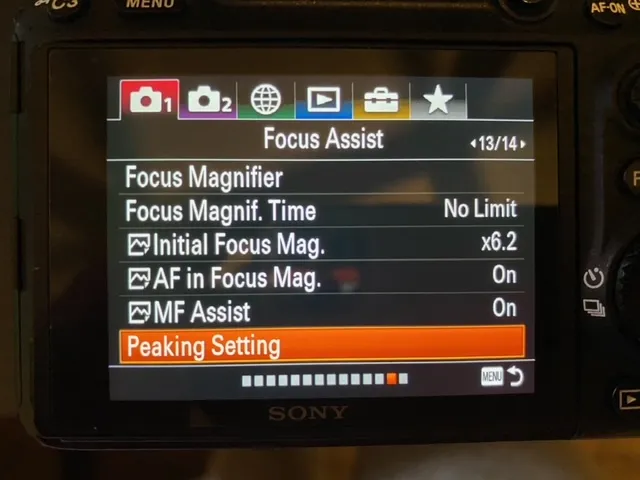 C3
MENU
AF-ON
1
2
Focus Assist
13/14
Focus Magnifier
Focus Magnif. Time No Limit
Initial Focus Mag. x6.2
AF in Focus Mag. On
MF Assist On
Peaking Setting
MENU
SONY